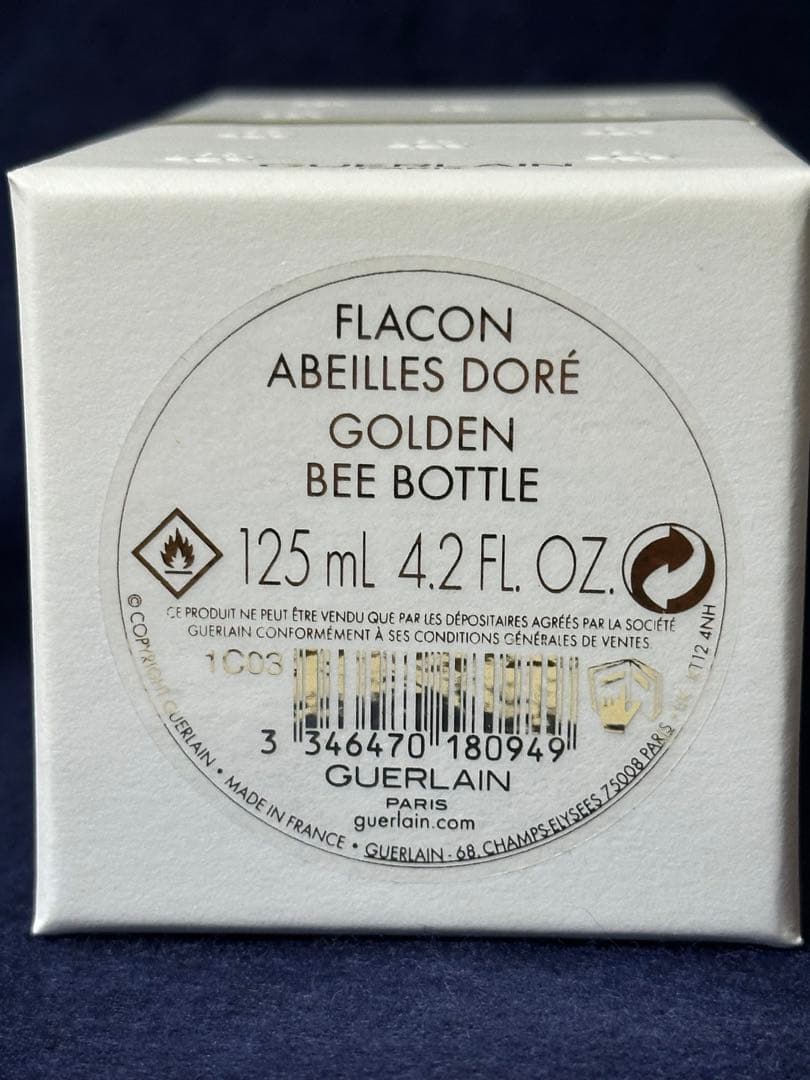 GUERLAIN
FLACON
ABEILLES DORÉ
GOLDEN
BEE BOTTLE
125 mL 4.2 FL. OZ.
CE PRODUIT NE PEUT ÊTRE VENDU QUE PAR LES DÉPOSITAIRES AGRÉÉS PAR LA SOCIÉTÉ
GUERLAIN CONFORMÉMENT À SES CONDITIONS GÉNÉRALES DE VENTES
1C03
3 346470 180949
GUERLAIN
PARIS
guerlain.com
© COPYRIGHT GUERLAIN • MADE IN FRANCE • GUERLAIN - 68, CHAMPS-ELYSEES 75008 PARIS • UK KT12 4NH